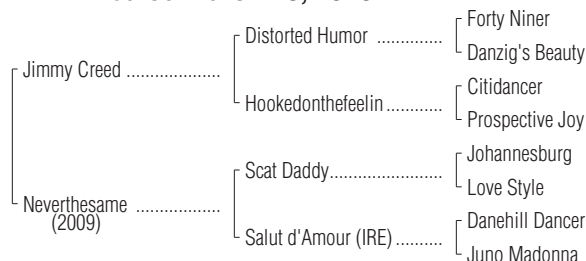 Forty Niner
Distorted Humor ..............
Danzig's Beauty
Jimmy Creed ....................
Citidancer
Hookedonthefeelin ............
Prospective Joy
Johannesburg
Scat Daddy........................
Love Style
Neverthesame ..................
(2009)
Danehill Dancer
Salut d'Amour (IRE) ..........
Juno Madonna